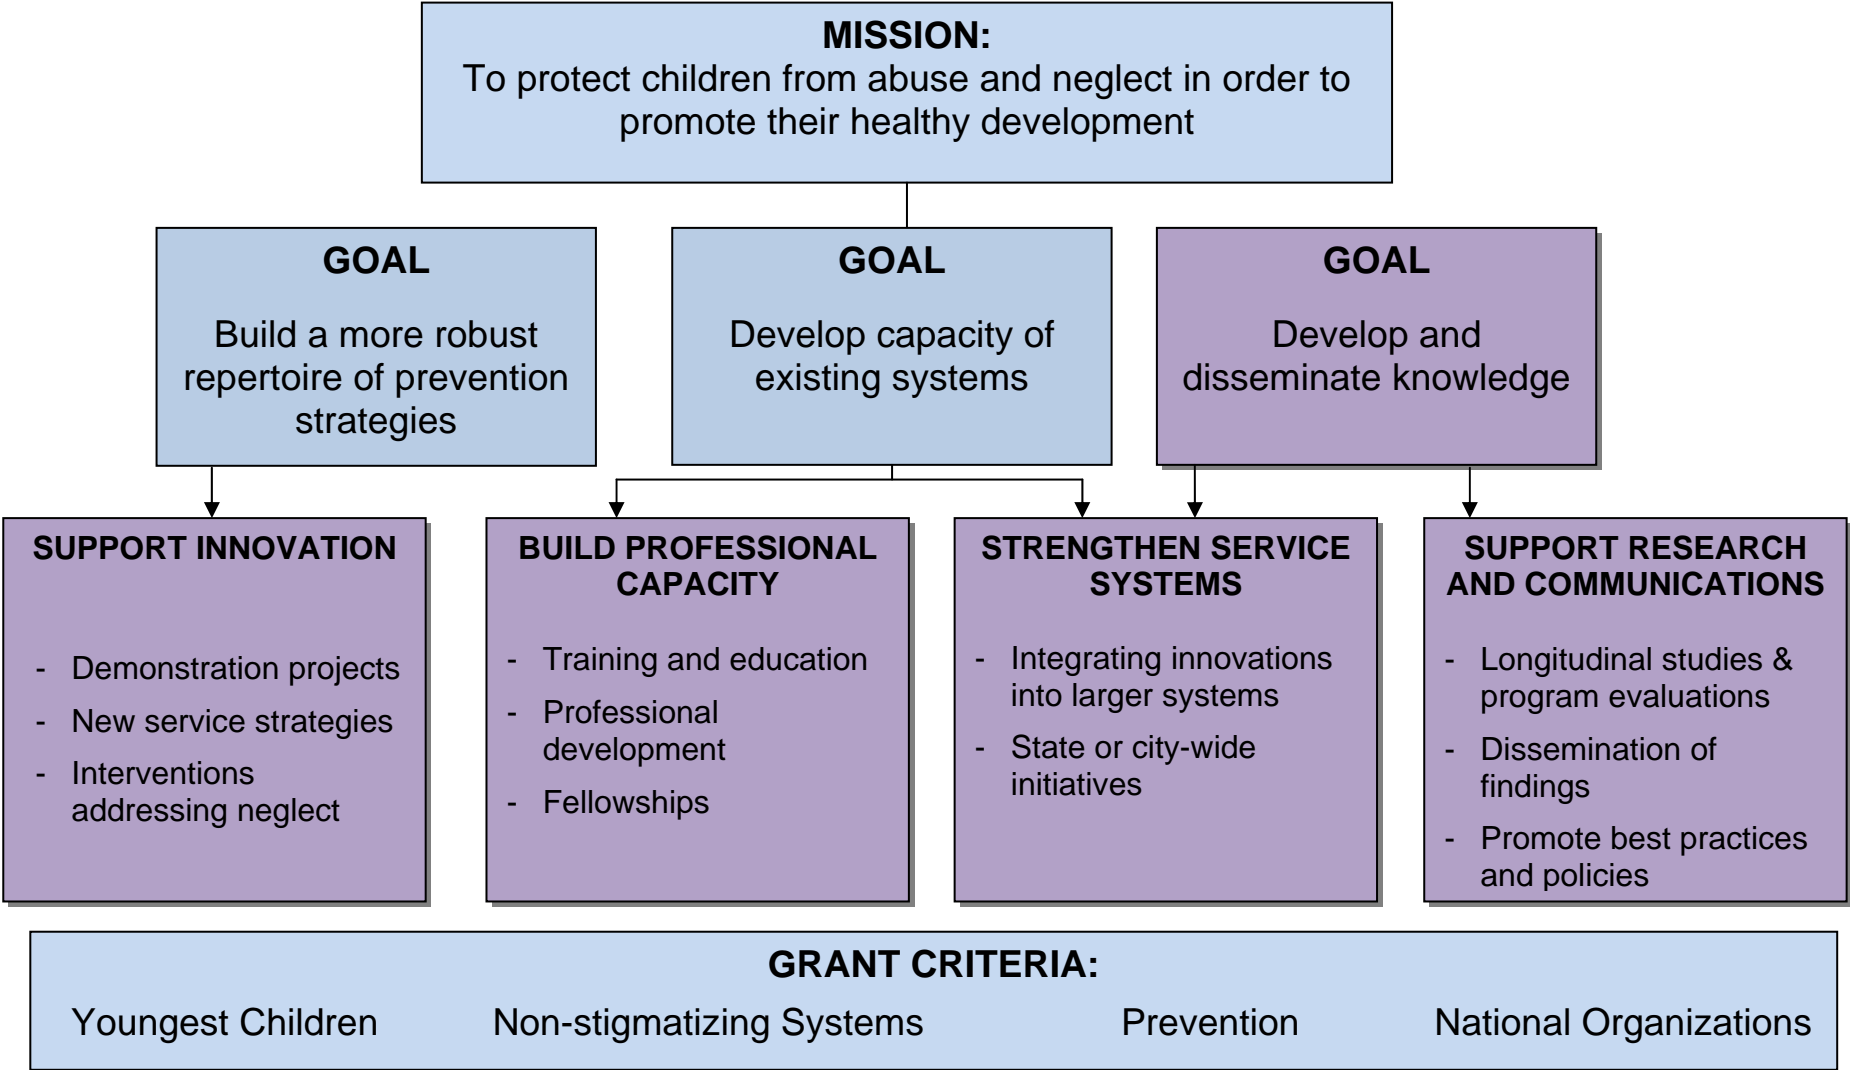 MISSION:
To protect children from abuse and neglect in order to
promote their healthy development
GOAL
Build a more robust
repertoire of prevention
strategies
GOAL
Develop capacity of
existing systems
GOAL
Develop and
disseminate knowledge
SUPPORT INNOVATION
- Demonstration projects
- New service strategies
- Interventions
addressing neglect
BUILD PROFESSIONAL
CAPACITY
- Training and education
- Professional
development
- Fellowships
STRENGTHEN SERVICE
SYSTEMS
- Integrating innovations
into larger systems
- State or city-wide
initiatives
SUPPORT RESEARCH
AND COMMUNICATIONS
- Longitudinal studies &
program evaluations
- Dissemination of
findings
- Promote best practices
and policies
GRANT CRITERIA:
Youngest Children Non-stigmatizing Systems Prevention National Organizations